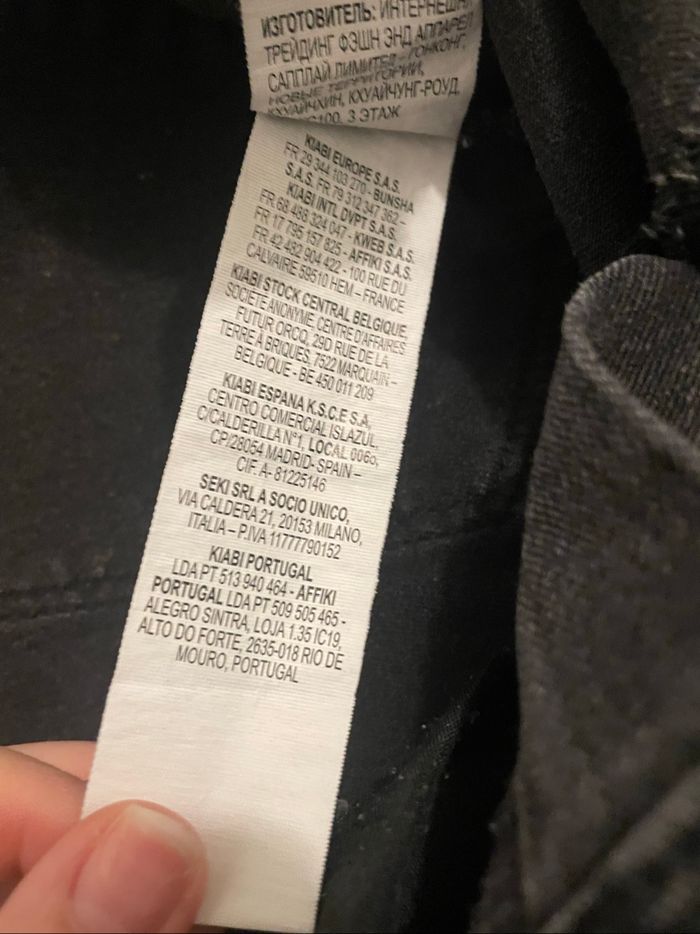 ИЗГОТОВИТЕЛЬ: ИНТЕРНЕШНЛ
ТРЕЙДИНГ ФЭШН ЭНД АППАРЕЛ
САППЛАЙ ЛИМИТЕД - ГОНКОНГ,
НОВЫЕ ТЕРРИТОРИИ,
КХУАЙЧХИН, КХУАЙЧУНГ-РОУД,
100, 3 ЭТАЖ
KIABI EUROPE S.A.S.
FR 29 344 103 270 - BUNSHA
S.A.S. FR 79 312 347 362 –
KIABI INTL DVPT S.A.S.
FR 68 488 324 047 - KWEB S.A.S.
FR 17 795 157 825 - AFFIKI S.A.S.
FR 42 482 904 422 - 100 RUE DU
CALVAIRE 59510 HEM – FRANCE
KIABI STOCK CENTRAL BELGIQUE
SOCIÉTÉ ANONYME, CENTRE D'AFFAIRES
FUTUR ORCQ, 29D RUE DE LA
TERRE À BRIQUES, 7522 MARQUAIN –
BELGIQUE - BE 450 011 209
KIABI ESPANA K.S.C.E S.A,
CENTRO COMERCIAL ISLAZUL,
C/CALDERILLA N°1, LOCAL 006o,
CP/28054 MADRID- SPAIN –
CIF. A- 81225146
SEKI SRL A SOCIO UNICO,
VIA CALDERA 21, 20153 MILANO,
ITALIA – P.IVA 11777790152
KIABI PORTUGAL
LDA PT 513 940 464 - AFFIKI
PORTUGAL LDA PT 509 505 465 -
ALEGRO SINTRA, LOJA 1.35 IC19,
ALTO DO FORTE, 2635-018 RIO DE
MOURO, PORTUGAL